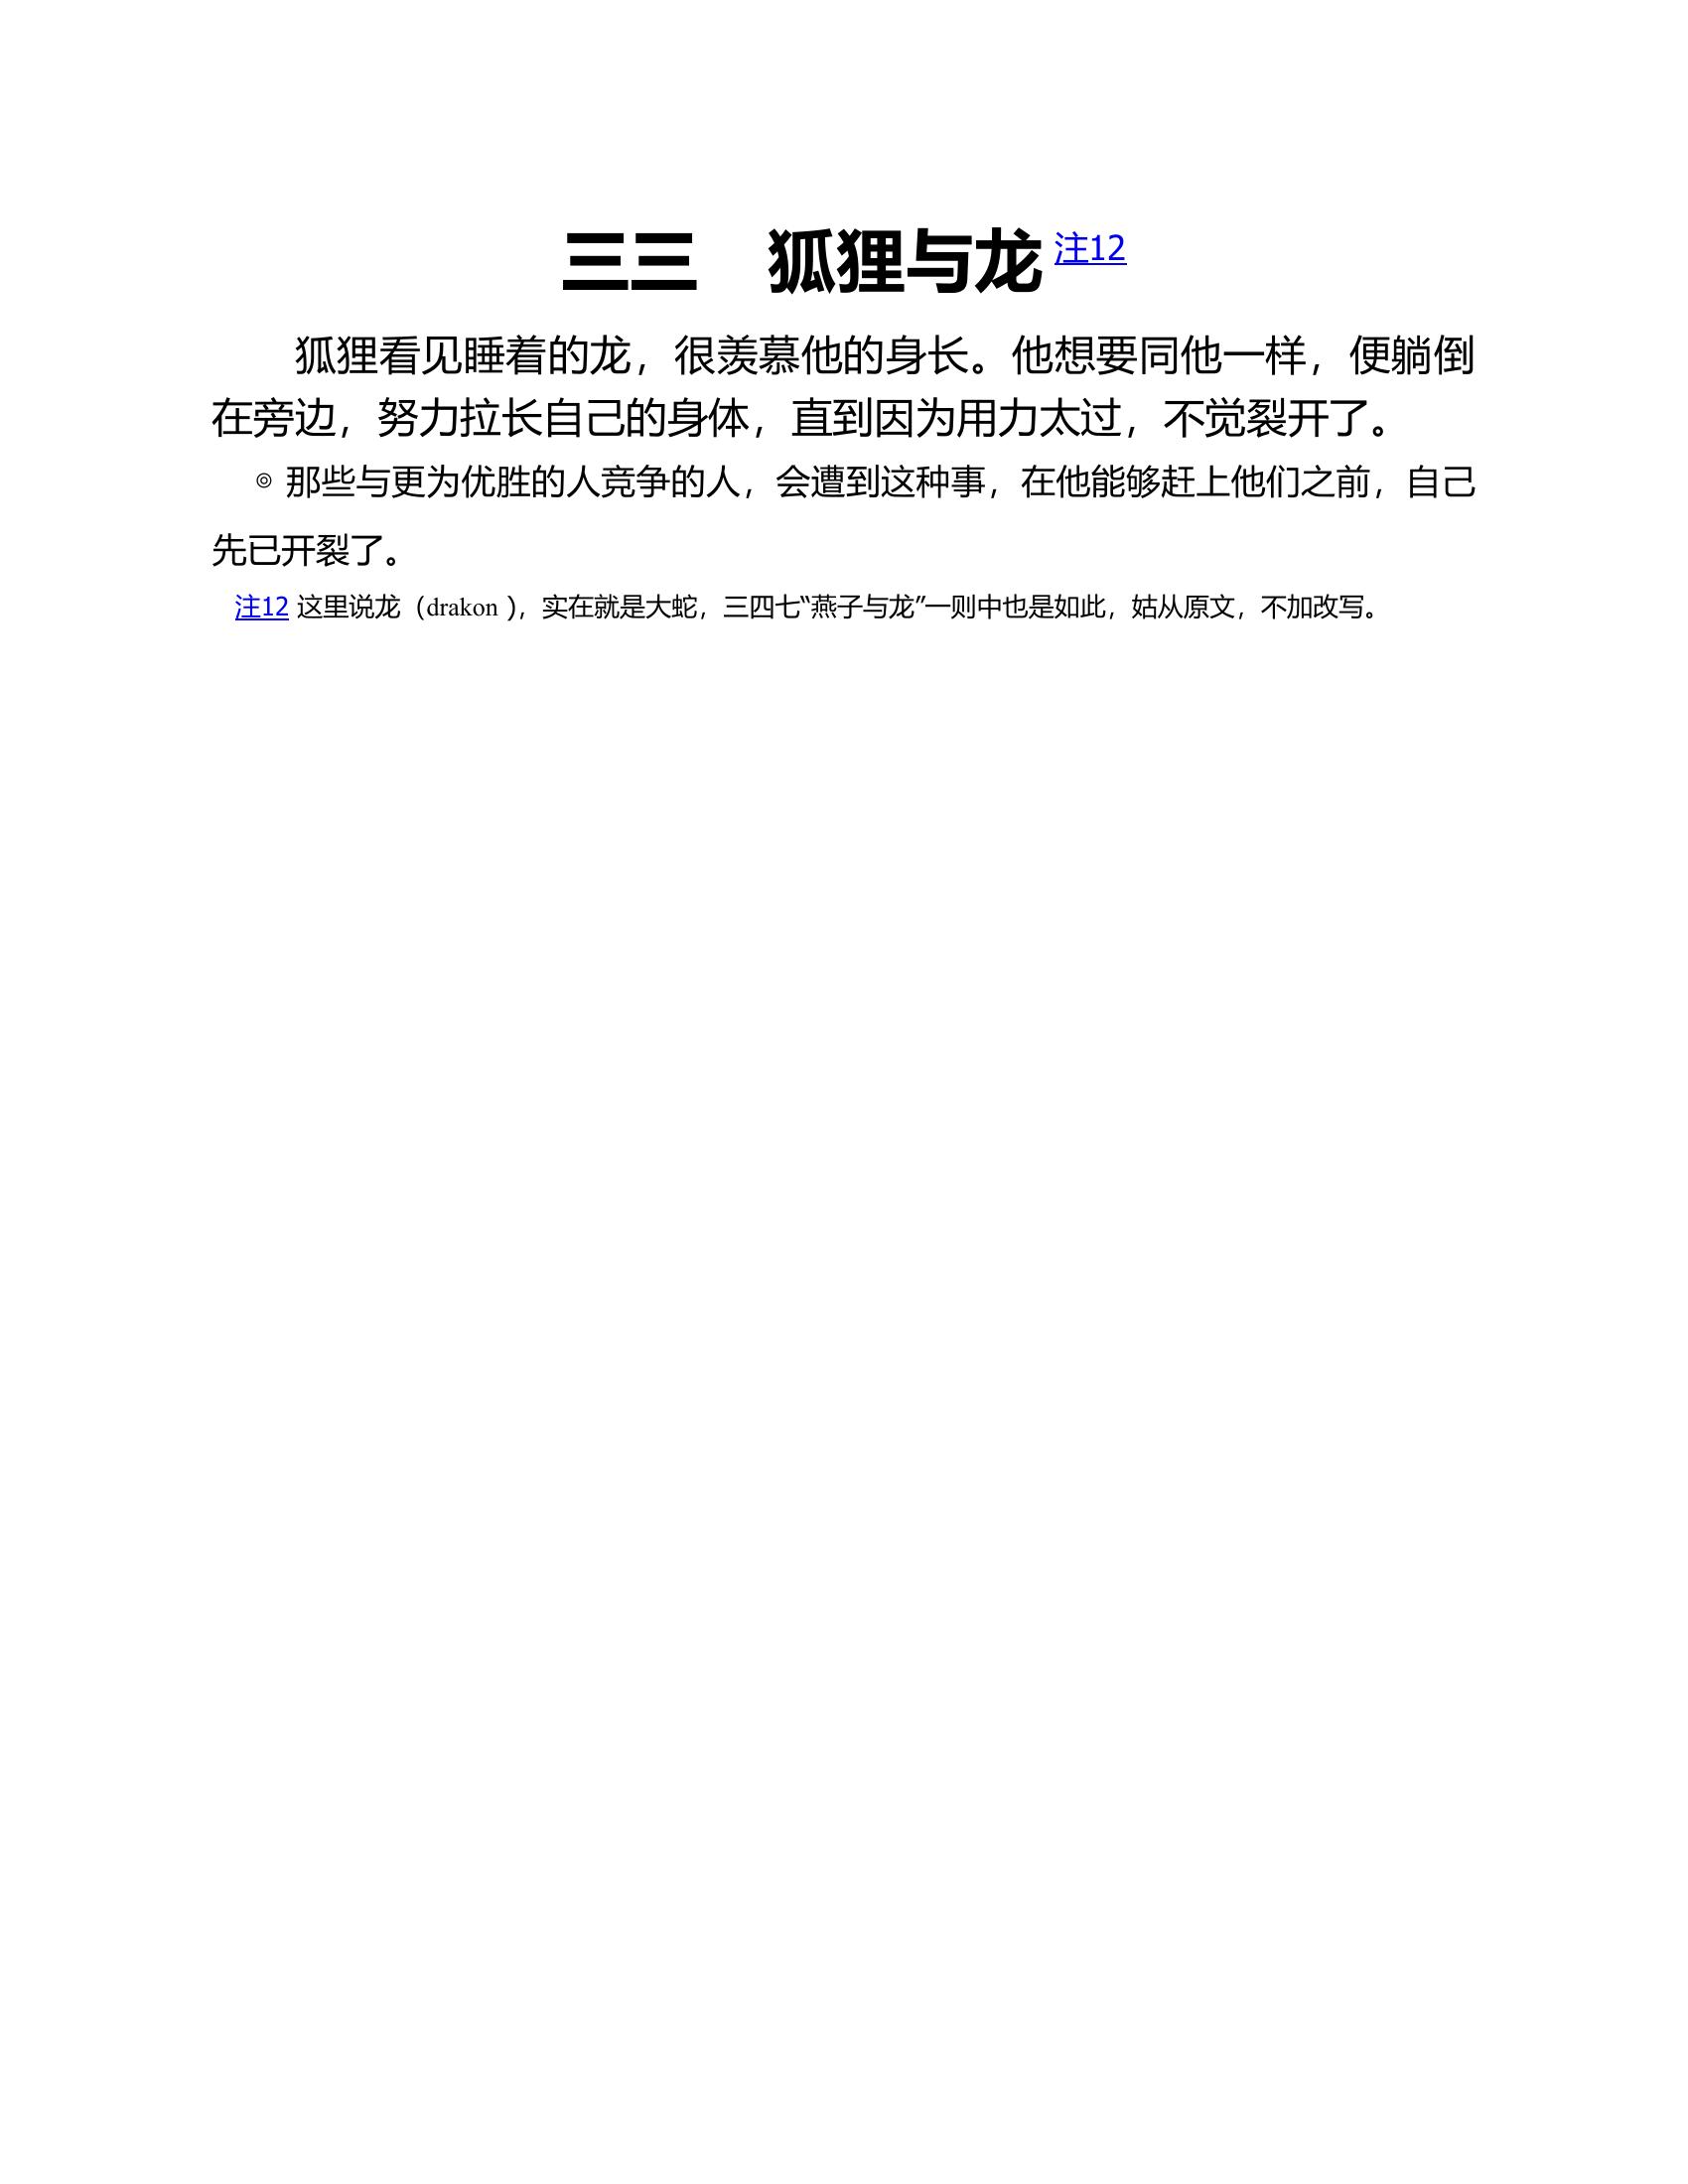 三三　狐狸与龙 注12
狐狸看见睡着的龙，很羡慕他的身长。他想要同他一样，便躺倒
在旁边，努力拉长自己的身体，直到因为用力太过，不觉裂开了。
◎ 那些与更为优胜的人竞争的人，会遭到这种事，在他能够赶上他们之前，自己
先已开裂了。
注12 这里说龙（drakon ），实在就是大蛇，三四七“燕子与龙”一则中也是如此，姑从原文，不加改写。